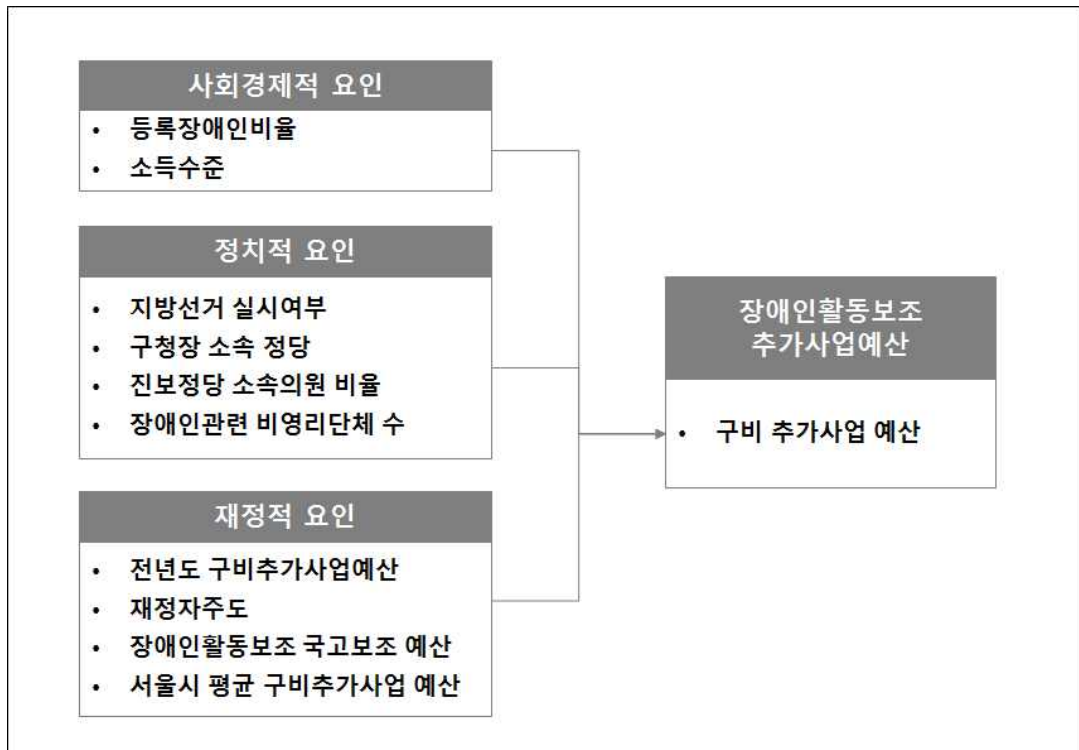 사회경제적 요인
• 등록장애인비율
• 소득수준
정치적 요인
• 지방선거 실시여부
• 구청장 소속 정당
• 진보정당 소속의원 비율
• 장애인관련 비영리단체 수
재정적 요인
• 전년도 구비추가사업예산
• 재정자주도
• 장애인활동보조 국고보조 예산
• 서울시 평균 구비추가사업 예산
장애인활동보조
추가사업예산
• 구비 추가사업 예산